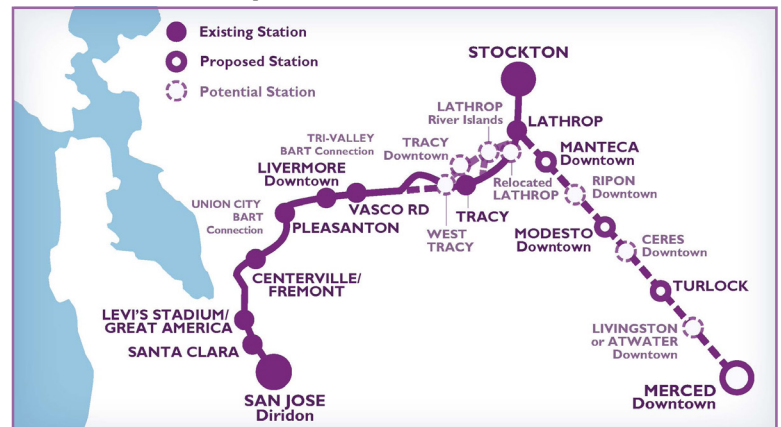 Existing Station
Proposed Station
Potential Station
STOCKTON
LATHROP
River Islands
LATHROP
TRI-VALLEY
BART Connection
TRACY
Downtown
MANTECA
Downtown
LIVERMORE
Downtown
Relocated
LATHROP
RIPON
Downtown
UNION CITY
BART
Connection
VASCO RD
TRACY
PLEASANTON
WEST
TRACY
MODESTO
Downtown
CERES
Downtown
CENTERVILLE/
FREMONT
TURLOCK
LEVI'S STADIUM/
GREAT AMERICA
LIVINGSTON
or ATWATER
Downtown
SANTA CLARA
SAN JOSE
Diridon
MERCED
Downtown